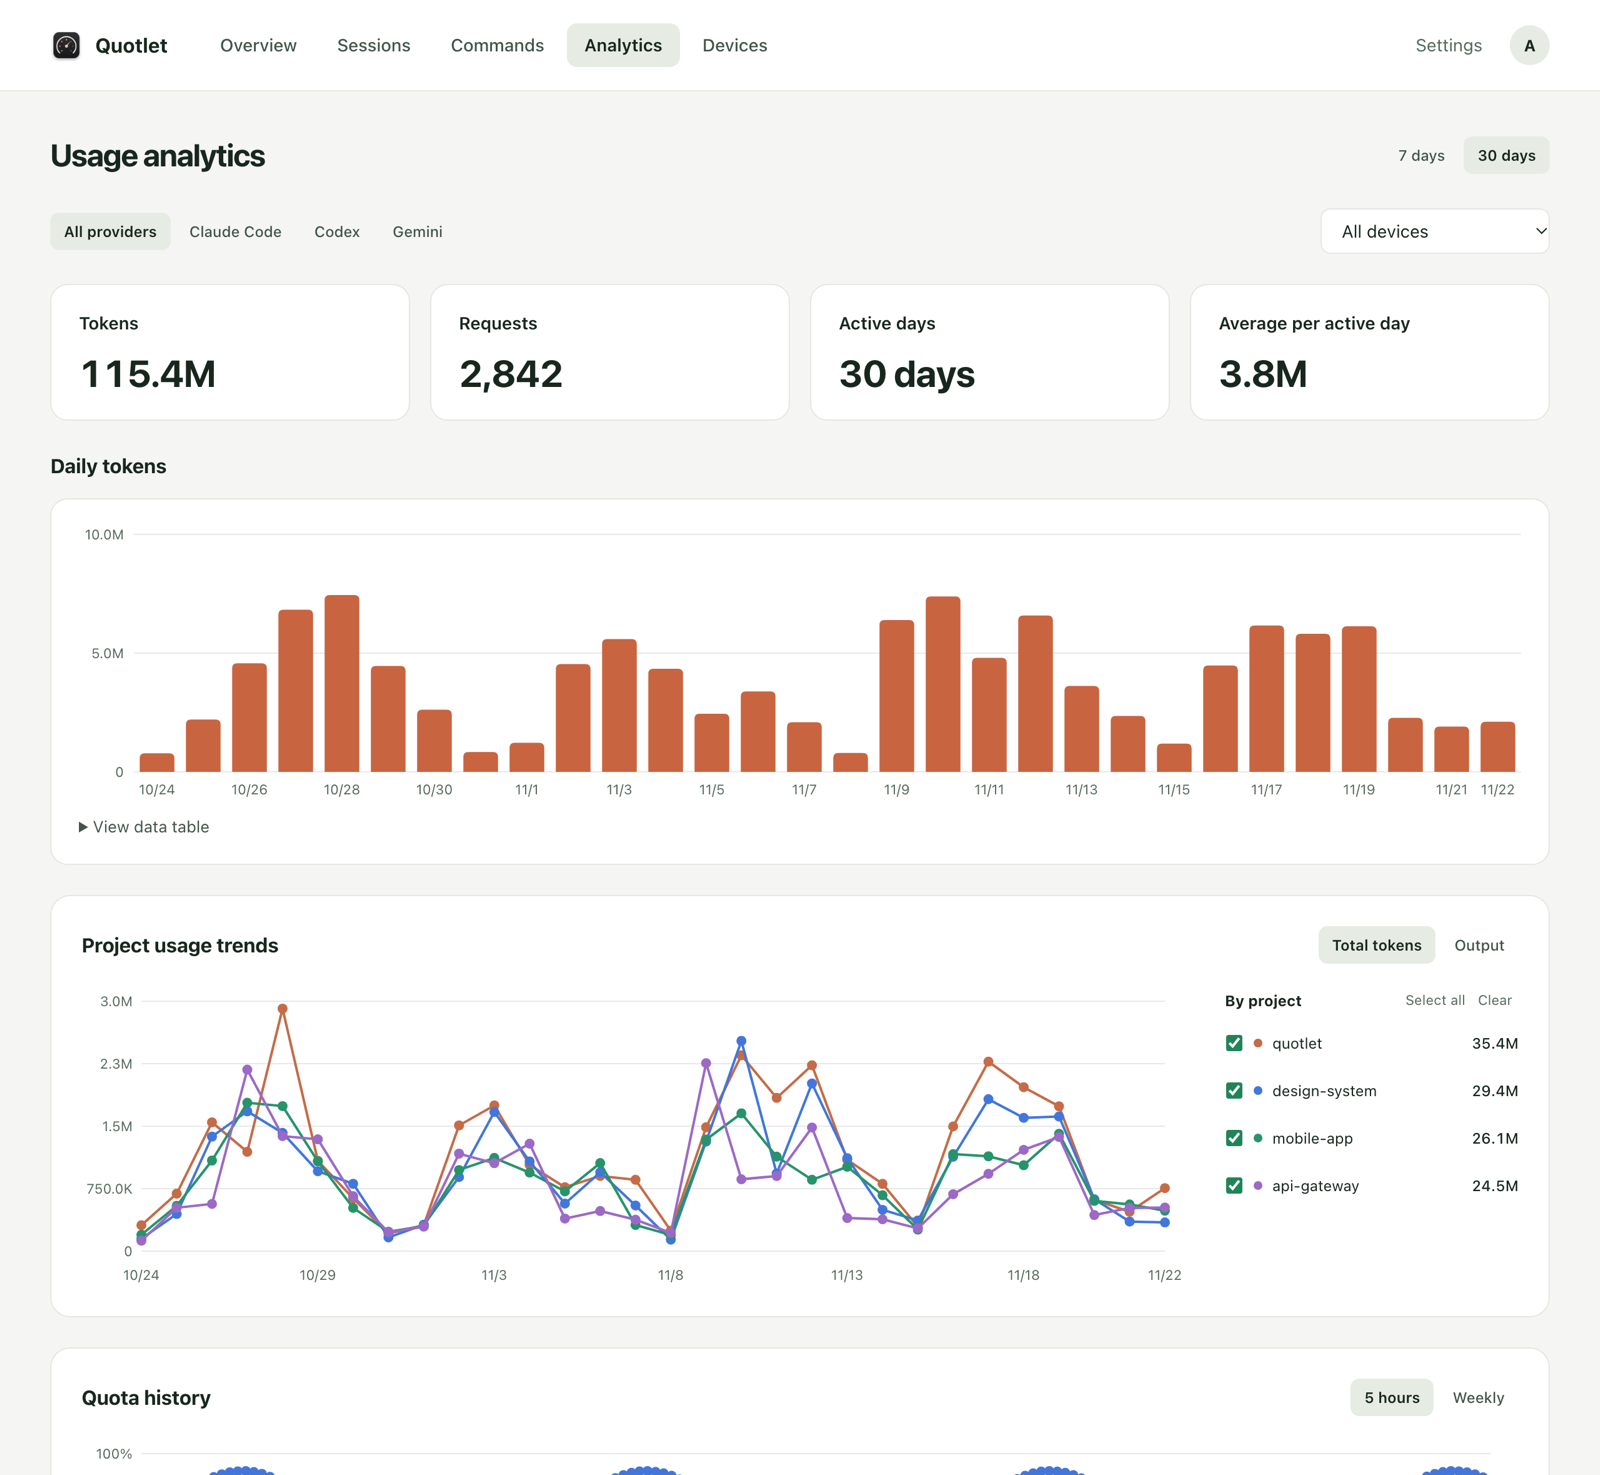 Quotlet Overview Sessions Commands Analytics Devices Settings A
Usage analytics 7 days 30 days
All providers Claude Code Codex Gemini All devices
Tokens Requests Active days Average per active day
115.4M 2,842 30 days 3.8M
Daily tokens
10.0M
5.0M
0
10/24 10/26 10/28 10/30 11/1 11/3 11/5 11/7 11/9 11/11 11/13 11/15 11/17 11/19 11/21 11/22
View data table
Project usage trends Total tokens Output
3.0M
2.3M
1.5M
750.0K
0
10/24 10/29 11/3 11/8 11/13 11/18 11/22
By project Select all Clear
quotlet 35.4M
design-system 29.4M
mobile-app 26.1M
api-gateway 24.5M
Quota history 5 hours Weekly
100%